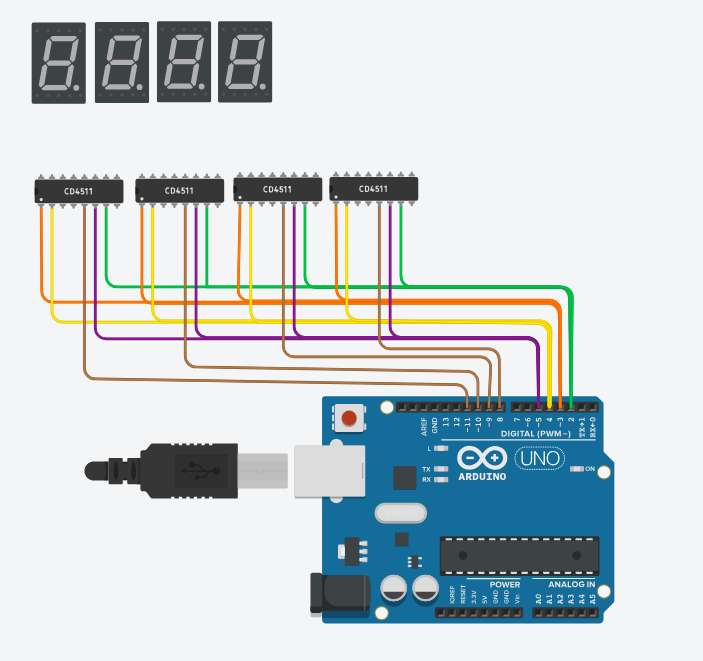 CD4511 CD4511 CD4511 CD4511
AREF GND 13 12 ~11 ~10 ~9 8 7 ~6 ~5 4 ~3 2 TX→1 RX←0
DIGITAL (PWM~)
L
TX
RX
ARDUINO
UNO
ON
POWER
ANALOG IN
IOREF RESET 3.3V 5V GND GND Vin A0 A1 A2 A3 A4 A5